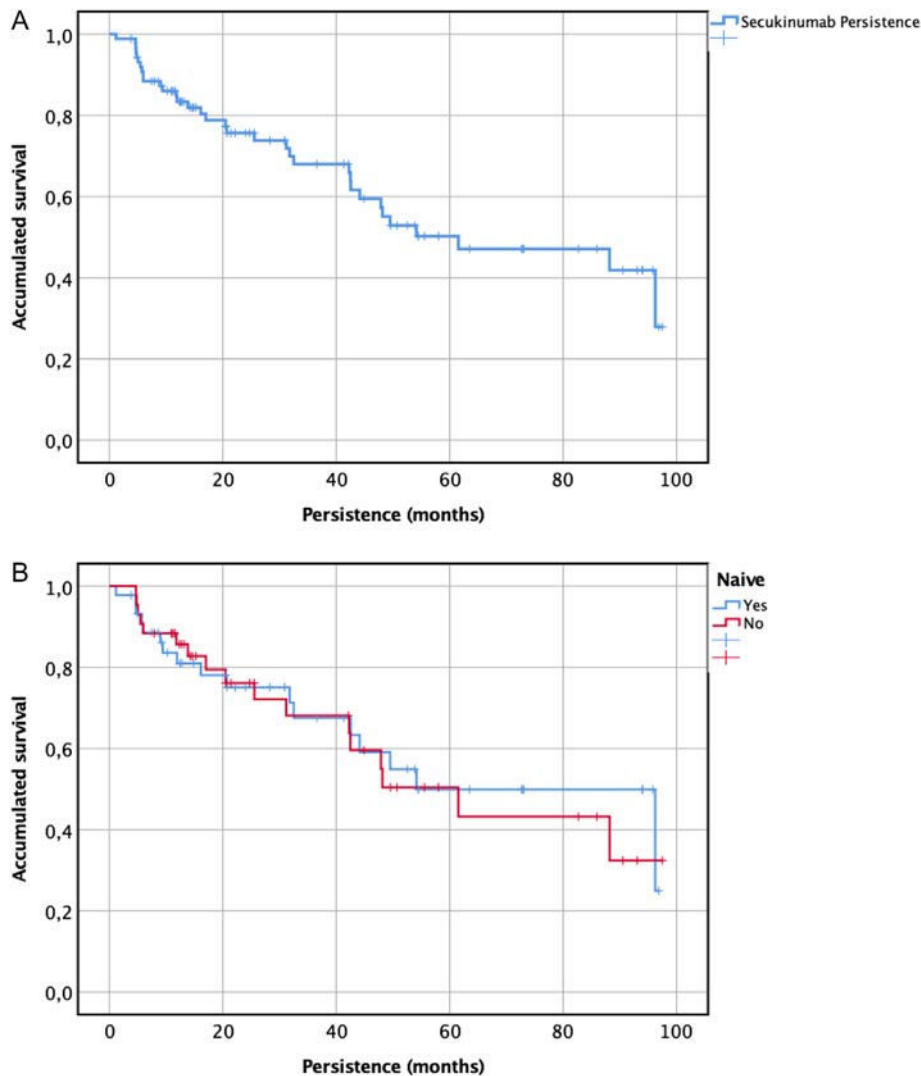 A
Secukinumab Persistence
1,0
0,8
0,6
0,4
0,2
0,0
Accumulated survival
0 20 40 60 80 100
Persistence (months)
B
Naive
Yes
No
1,0
0,8
0,6
0,4
0,2
0,0
Accumulated survival
0 20 40 60 80 100
Persistence (months)